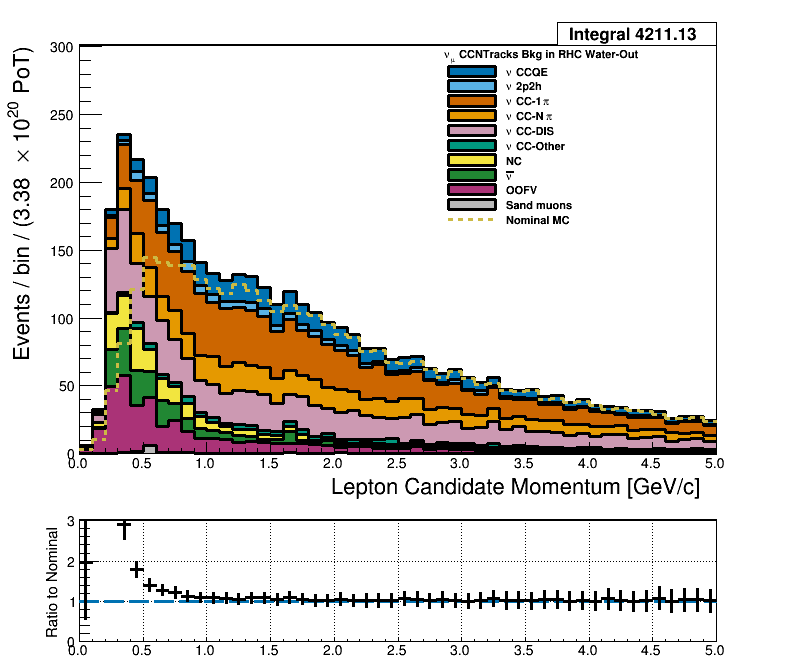 Integral 4211.13
ν_μ CCNTracks Bkg in RHC Water-Out
ν CCQE
ν 2p2h
ν CC-1 π
ν CC-N π
ν CC-DIS
ν CC-Other
NC
ν̅
OOFV
Sand muons
Nominal MC
Events / bin / (3.38 × 10²⁰ PoT)
300
250
200
150
100
50
0
0.0 0.5 1.0 1.5 2.0 2.5 3.0 3.5 4.0 4.5 5.0
Lepton Candidate Momentum [GeV/c]
Ratio to Nominal
3
2
1
0
0.0 0.5 1.0 1.5 2.0 2.5 3.0 3.5 4.0 4.5 5.0